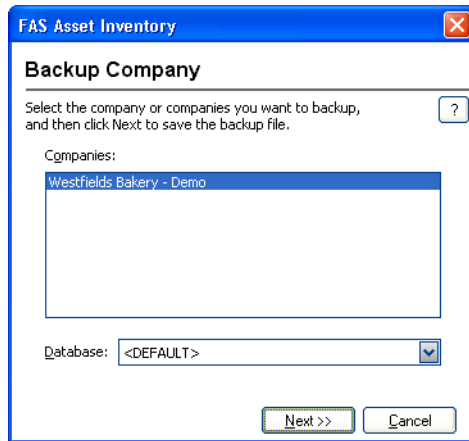 FAS Asset Inventory
Backup Company
Select the company or companies you want to backup,
and then click Next to save the backup file.
?
Companies:
Westfields Bakery - Demo
Database: <DEFAULT>
Next >> Cancel